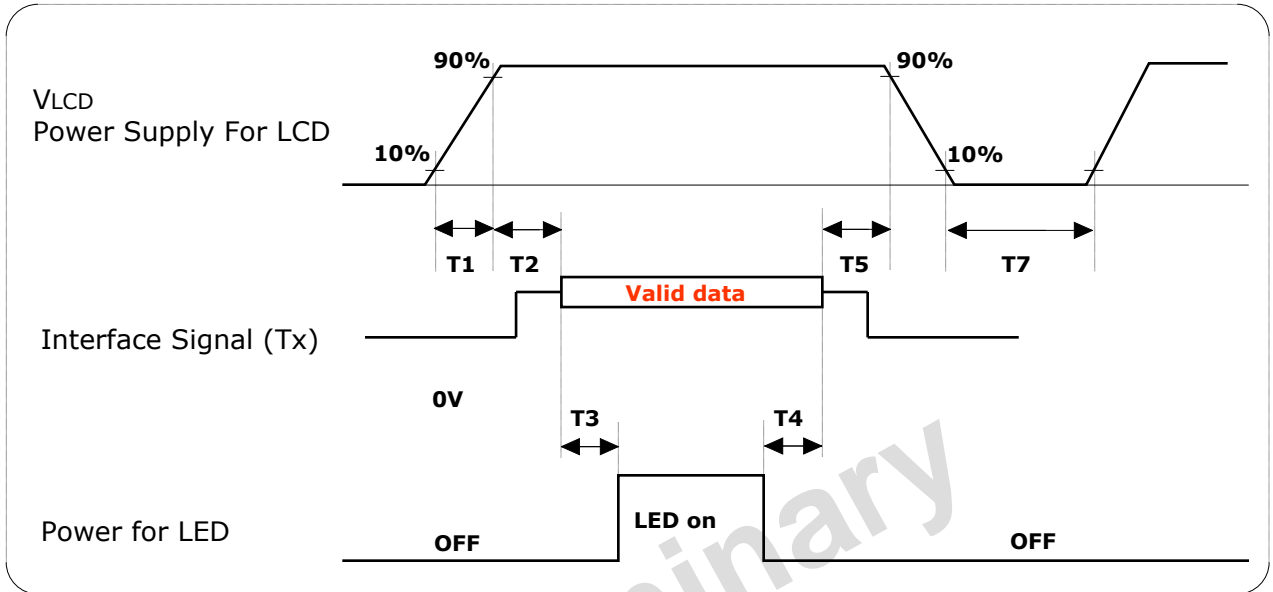 90%
90%
VLCD
Power Supply For LCD
10%
10%
T1
T2
T5
T7
Valid data
Interface Signal (Tx)
0V
T3
T4
LED on
Power for LED
OFF
OFF